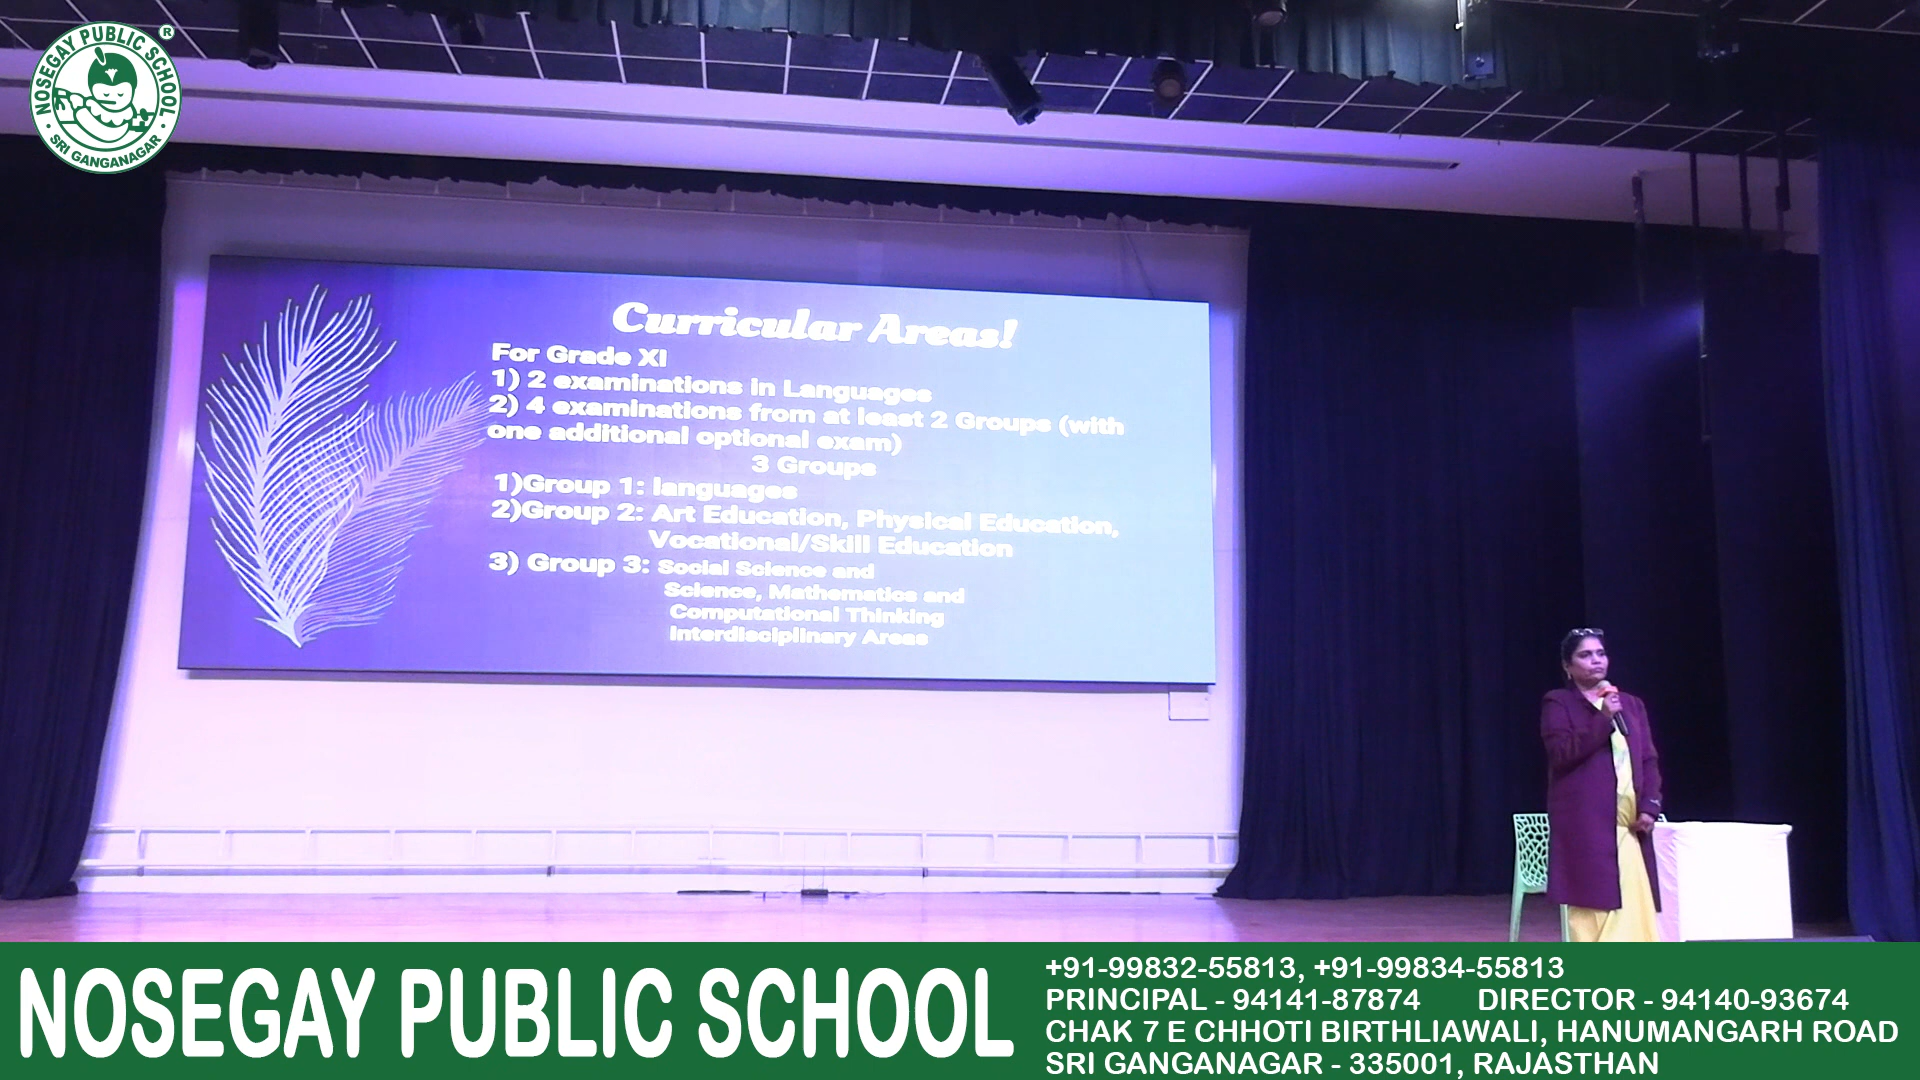 NOSEGAY PUBLIC SCHOOL ®
• SRI GANGANAGAR •
Curricular Areas!
For Grade XI
1) 2 examinations in Languages
2) 4 examinations from at least 2 Groups (with
one additional optional exam)
3 Groups
1)Group 1: languages
2)Group 2: Art Education, Physical Education,
Vocational/Skill Education
3) Group 3: Social Science and
Science, Mathematics and
Computational Thinking
Interdisciplinary Areas
NOSEGAY PUBLIC SCHOOL
+91-99832-55813, +91-99834-55813
PRINCIPAL - 94141-87874 DIRECTOR - 94140-93674
CHAK 7 E CHHOTI BIRTHLIAWALI, HANUMANGARH ROAD
SRI GANGANAGAR - 335001, RAJASTHAN